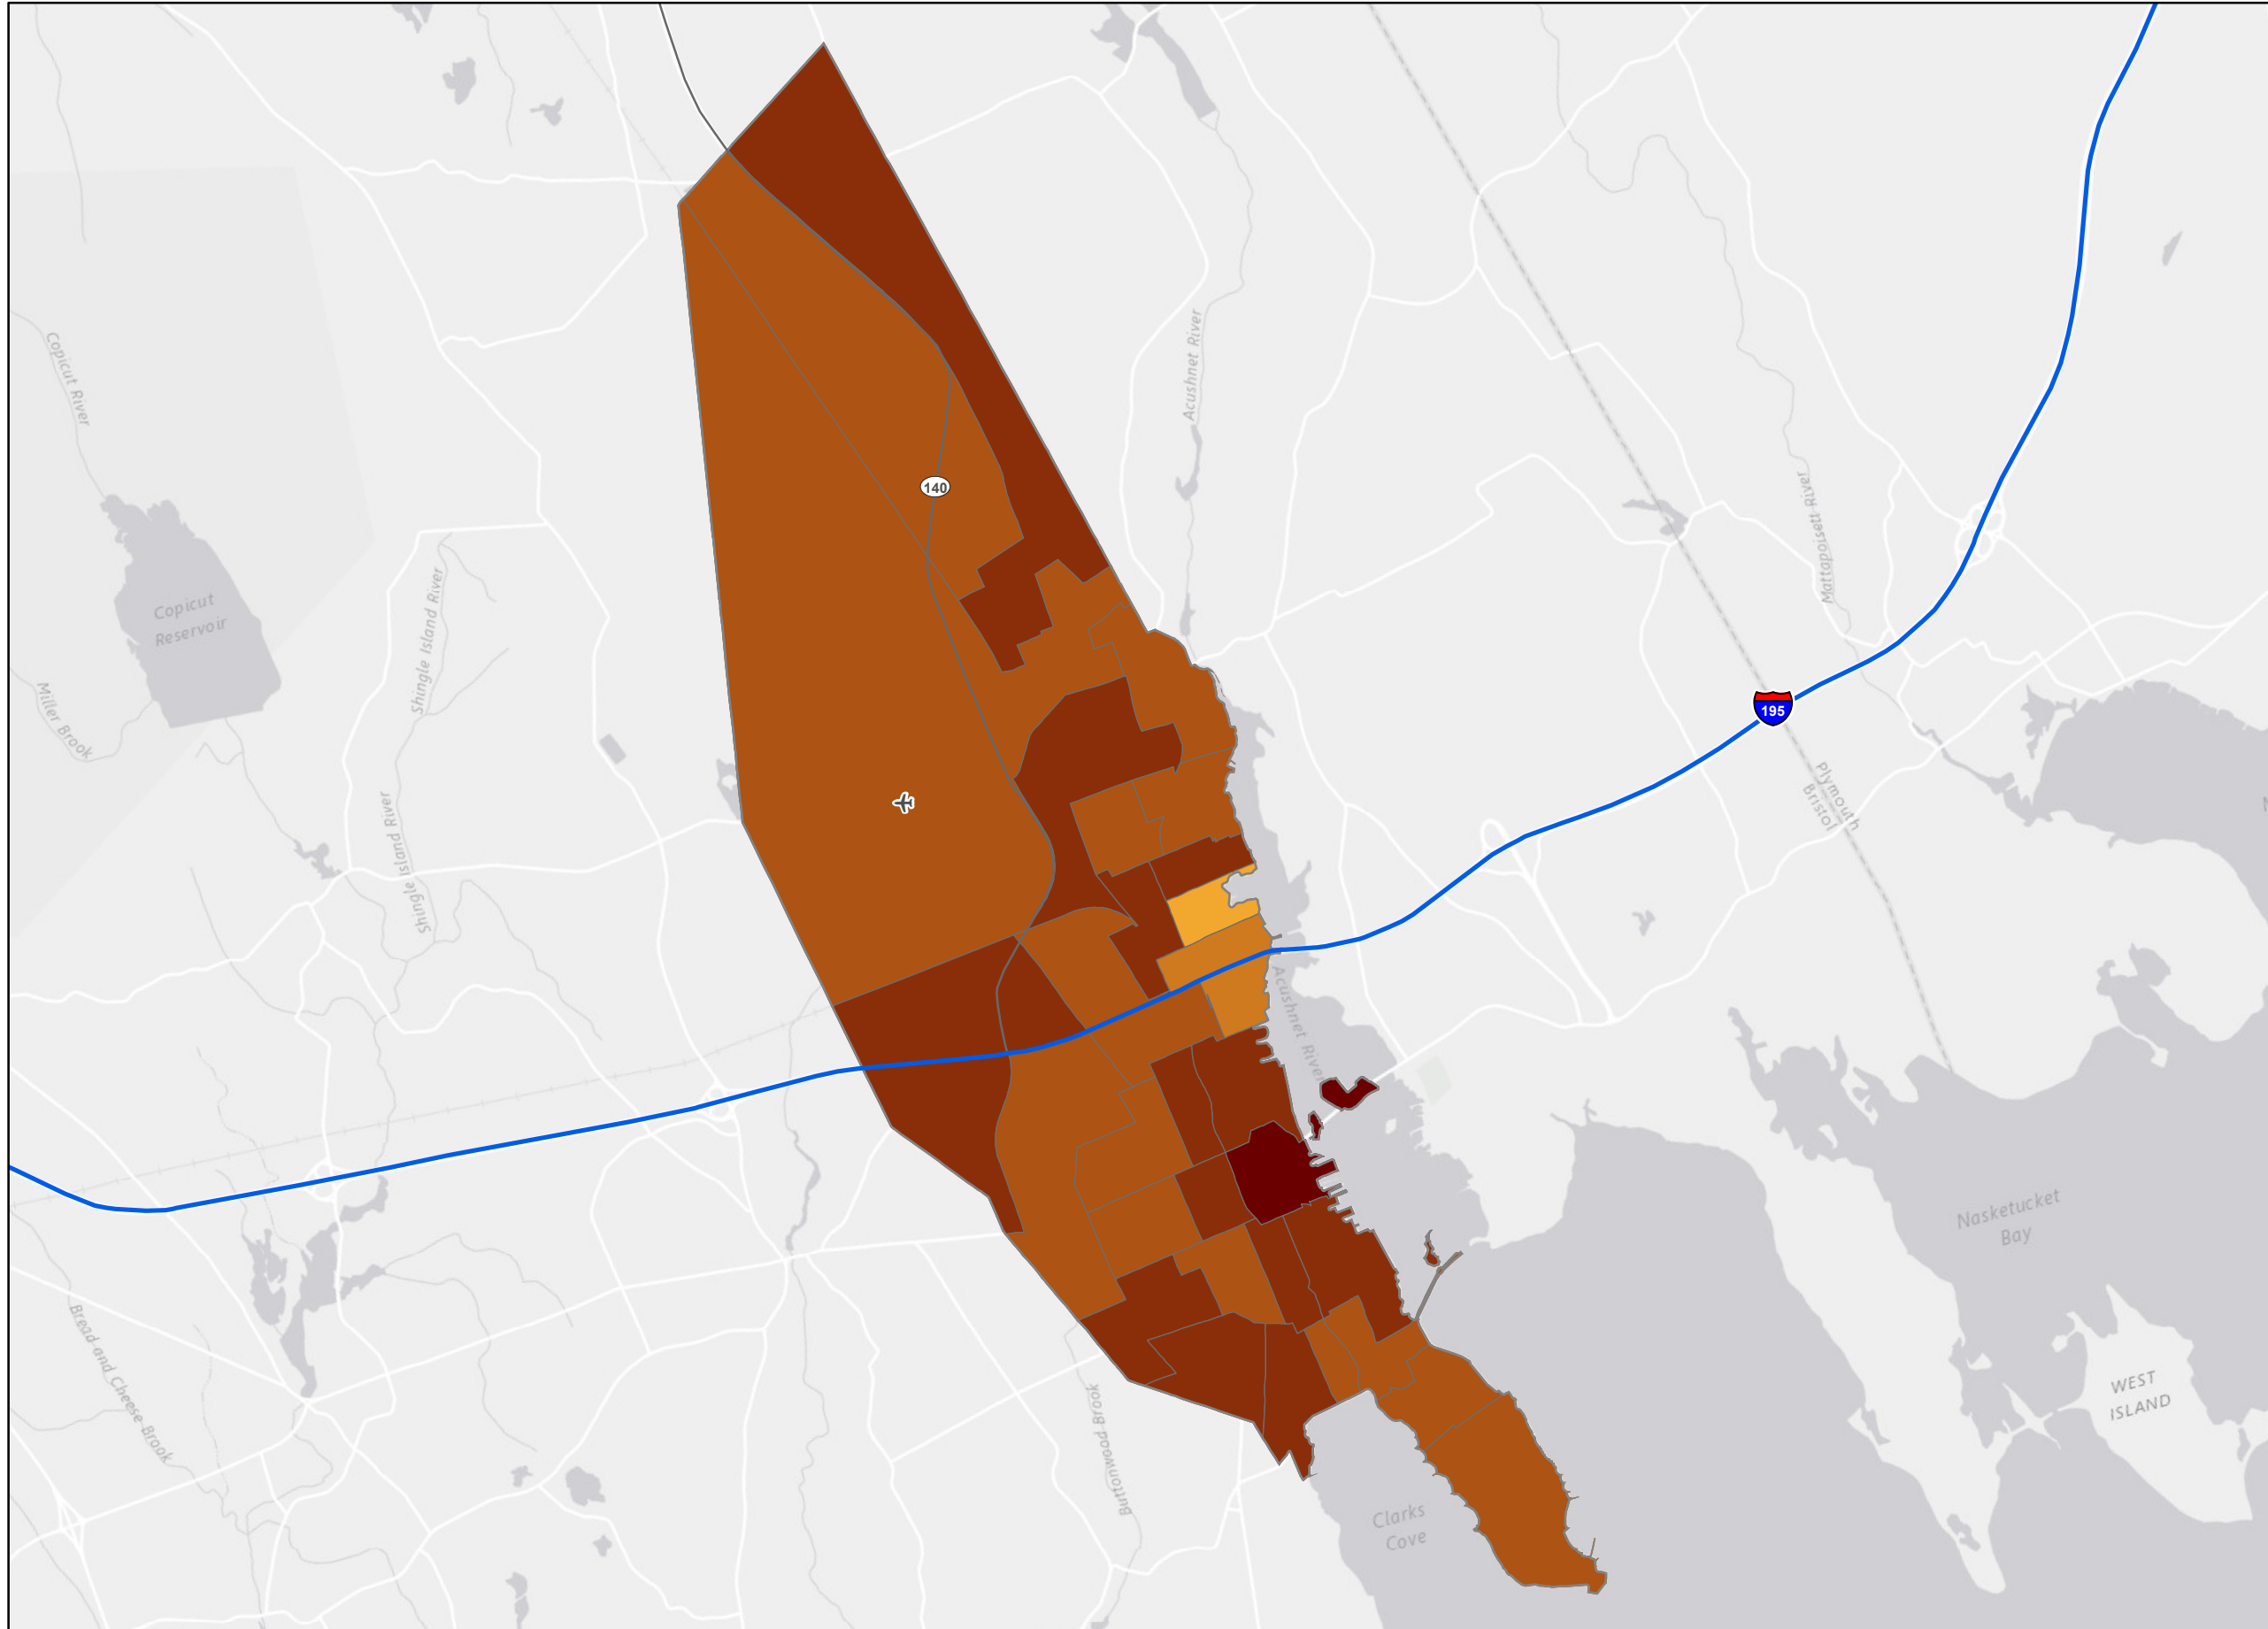 Copicut River
Acushnet River
140
Mattapoisett River
Copicut
Reservoir
Shingle Island River
Miller Brook
195
Plymouth
Bristol
Shingle Island River
Acushnet River
Nasketucket
Bay
Bread and Cheese Brook
WEST
ISLAND
Buttonwood Brook
Clarks
Cove